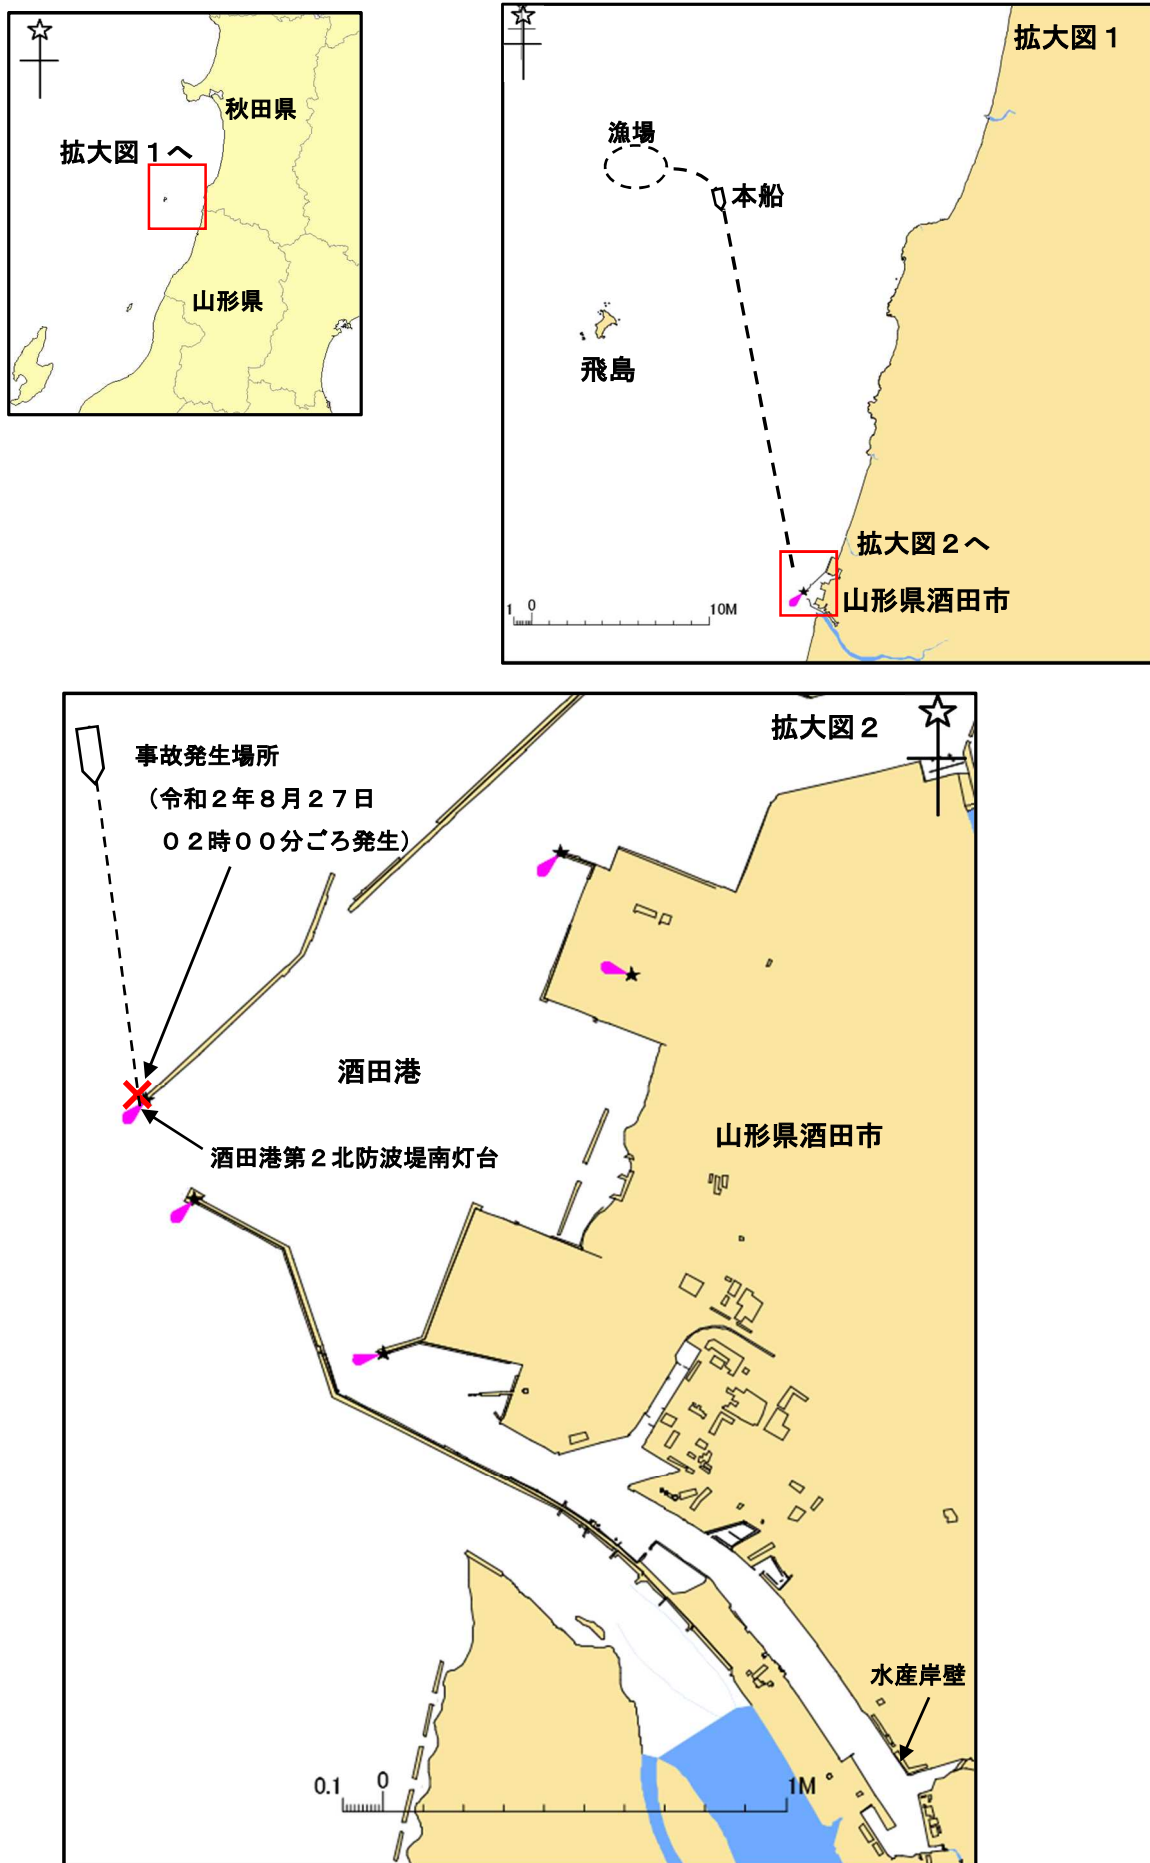 秋田県
拡大図１へ
山形県
拡大図１
漁場
本船
飛島
拡大図２へ
山形県酒田市
1 0 10M
拡大図２
事故発生場所
（令和２年８月２７日
０２時００分ごろ発生）
酒田港
山形県酒田市
酒田港第２北防波堤南灯台
水産岸壁
0.1 0 1M